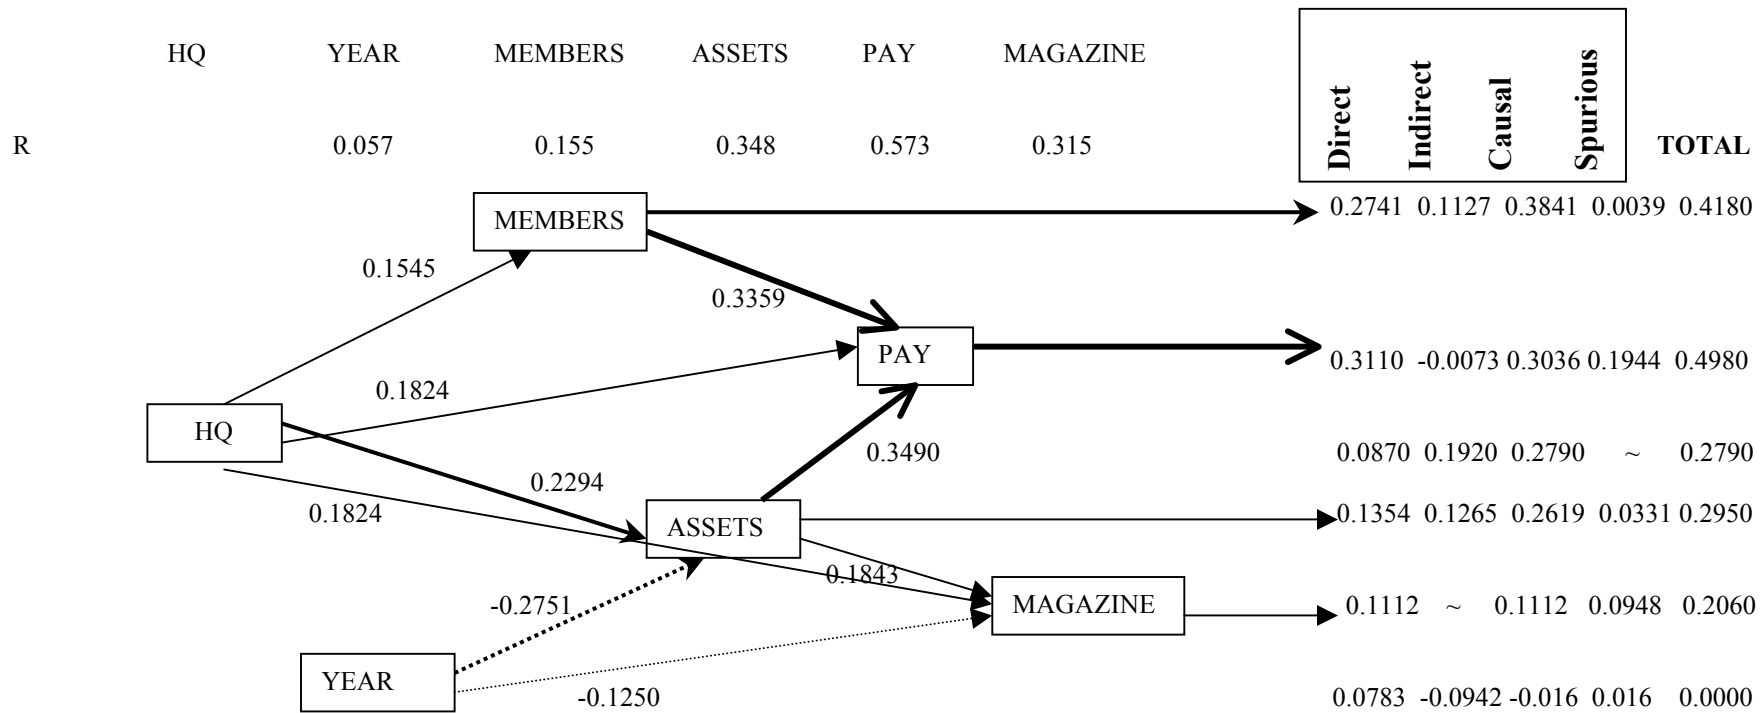 HQ YEAR MEMBERS ASSETS PAY MAGAZINE
Direct Indirect Causal Spurious
R 0.057 0.155 0.348 0.573 0.315 TOTAL
MEMBERS 0.2741 0.1127 0.3841 0.0039 0.4180
0.1545
0.3359
PAY 0.3110 -0.0073 0.3036 0.1944 0.4980
0.1824
HQ 0.3490 0.0870 0.1920 0.2790 ~ 0.2790
0.2294
0.1824 ASSETS 0.1354 0.1265 0.2619 0.0331 0.2950
0.1843
-0.2751 MAGAZINE 0.1112 ~ 0.1112 0.0948 0.2060
YEAR -0.1250 0.0783 -0.0942 -0.016 0.016 0.0000